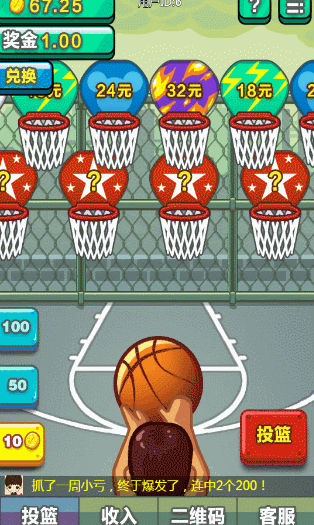 67.25
?
奖金1.00
兑换
24元
32元
18元
2
?
?
?
100
50
10
投篮
抓了一周小亏，终于爆发了，连中2个200！
投篮
收入
二维码
客服